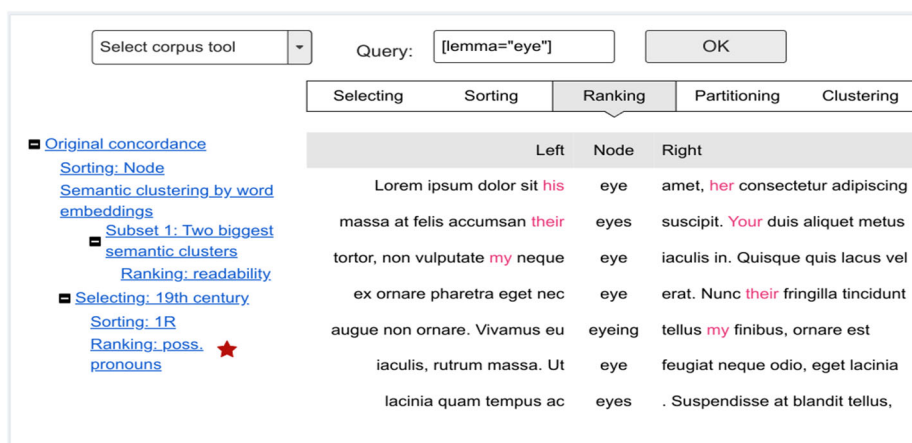 Select corpus tool Query: [lemma="eye"] OK
Selecting Sorting Ranking Partitioning Clustering
Original concordance
Sorting: Node
Semantic clustering by word
embeddings
Subset 1: Two biggest
semantic clusters
Ranking: readability
Selecting: 19th century
Sorting: 1R
Ranking: poss.
pronouns
Left Node Right
Lorem ipsum dolor sit his eye amet, her consectetur adipiscing
massa at felis accumsan their eyes suscipit. Your duis aliquet metus
tortor, non vulputate my neque eye iaculis in. Quisque quis lacus vel
ex ornare pharetra eget nec eye erat. Nunc their fringilla tincidunt
augue non ornare. Vivamus eu eyeing tellus my finibus, ornare est
iaculis, rutrum massa. Ut eye feugiat neque odio, eget lacinia
lacinia quam tempus ac eyes . Suspendisse at blandit tellus,